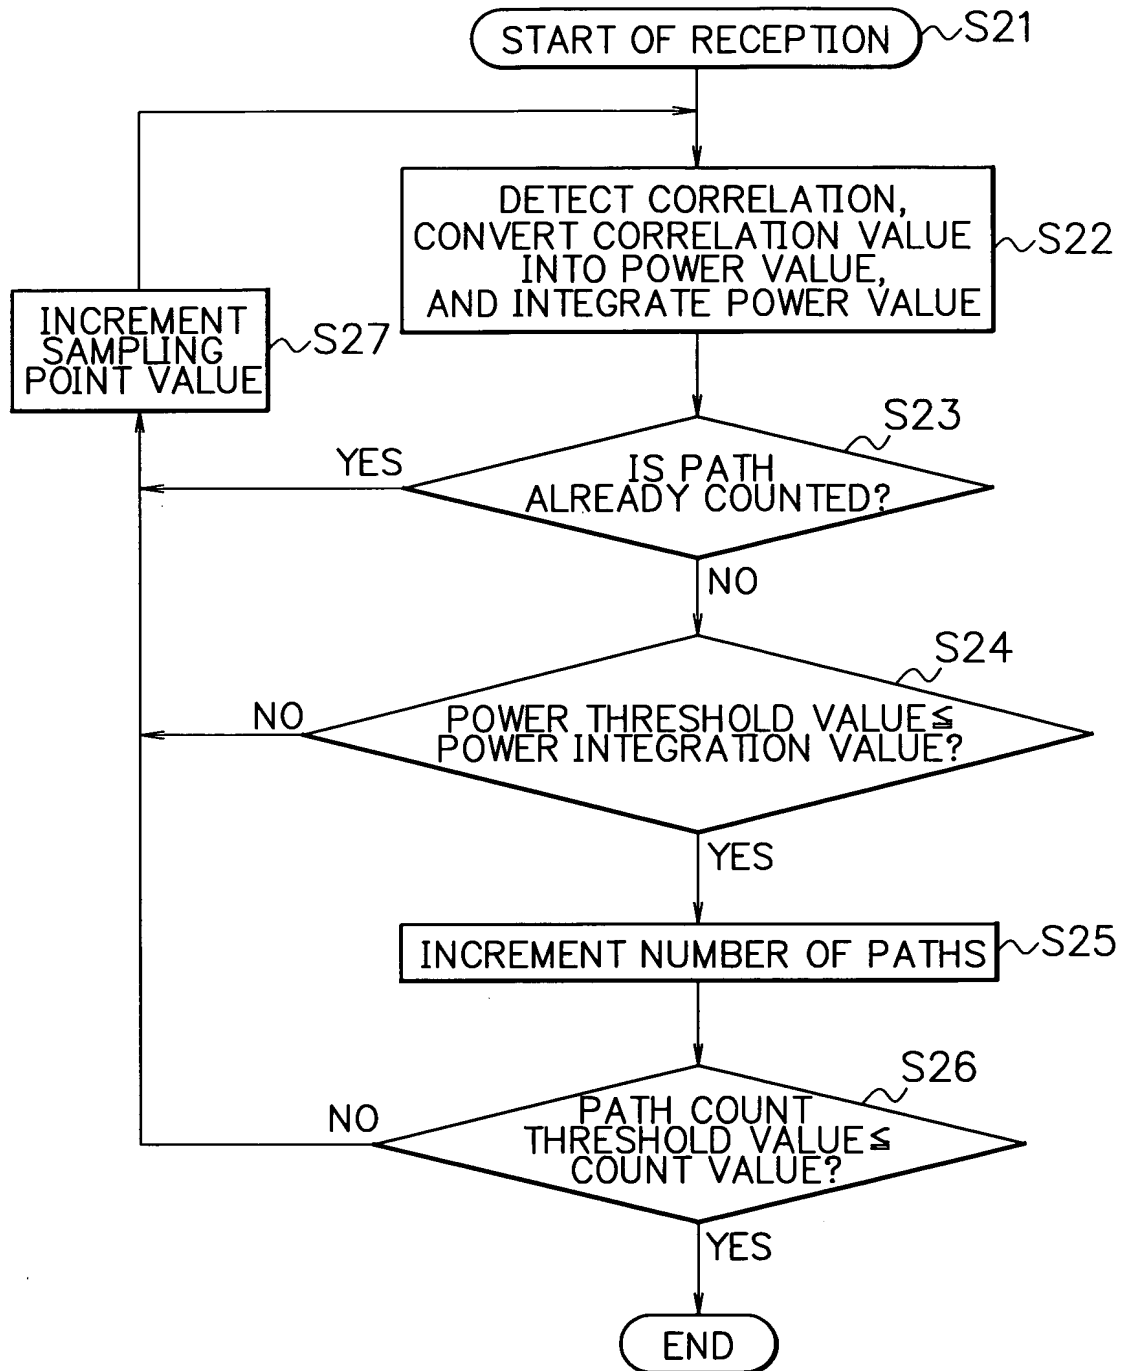 START OF RECEPTION
S21
DETECT CORRELATION,
CONVERT CORRELATION VALUE
INTO POWER VALUE,
AND INTEGRATE POWER VALUE
S22
INCREMENT
SAMPLING
POINT VALUE
S27
S23
YES
IS PATH
ALREADY COUNTED?
NO
S24
NO
POWER THRESHOLD VALUE≦
POWER INTEGRATION VALUE?
YES
INCREMENT NUMBER OF PATHS
S25
S26
NO
PATH COUNT
THRESHOLD VALUE≦
COUNT VALUE?
YES
END